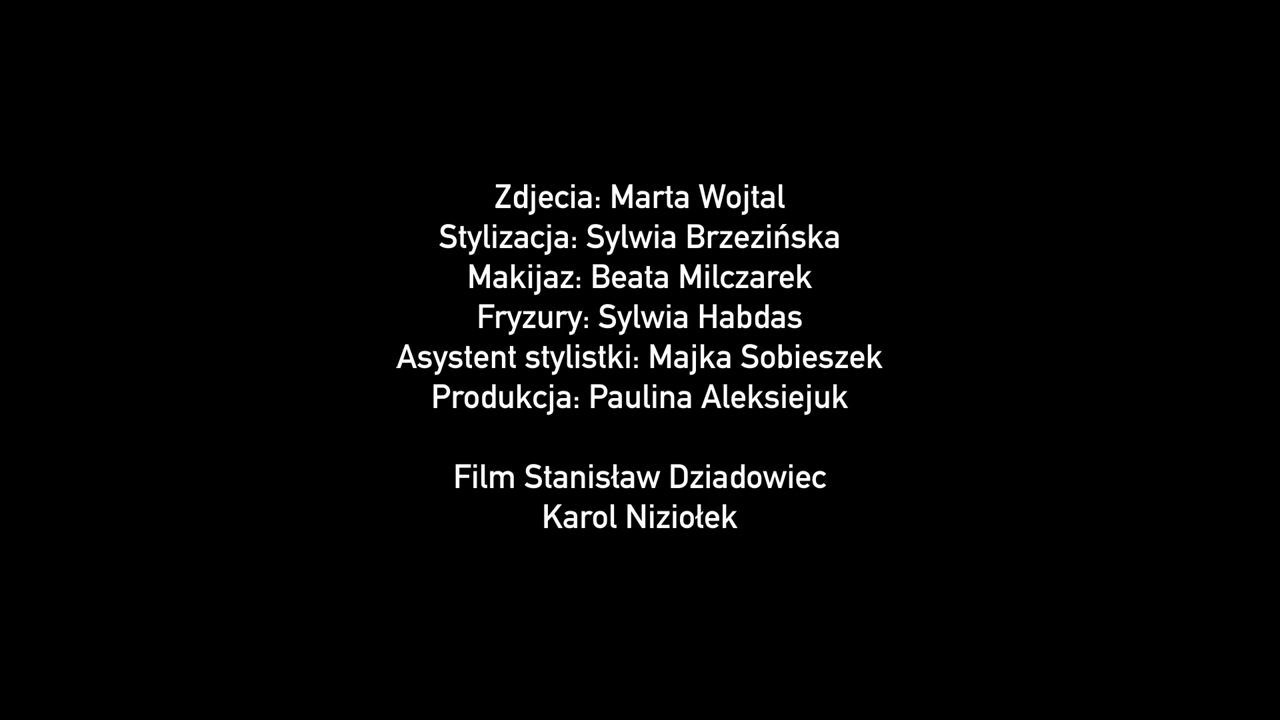 Zdjecia: Marta Wojtal
Stylizacja: Sylwia Brzezińska
Makijaz: Beata Milczarek
Fryzury: Sylwia Habdas
Asystent stylistki: Majka Sobieszek
Produkcja: Paulina Aleksiejuk
Film Stanisław Dziadowiec
Karol Niziołek